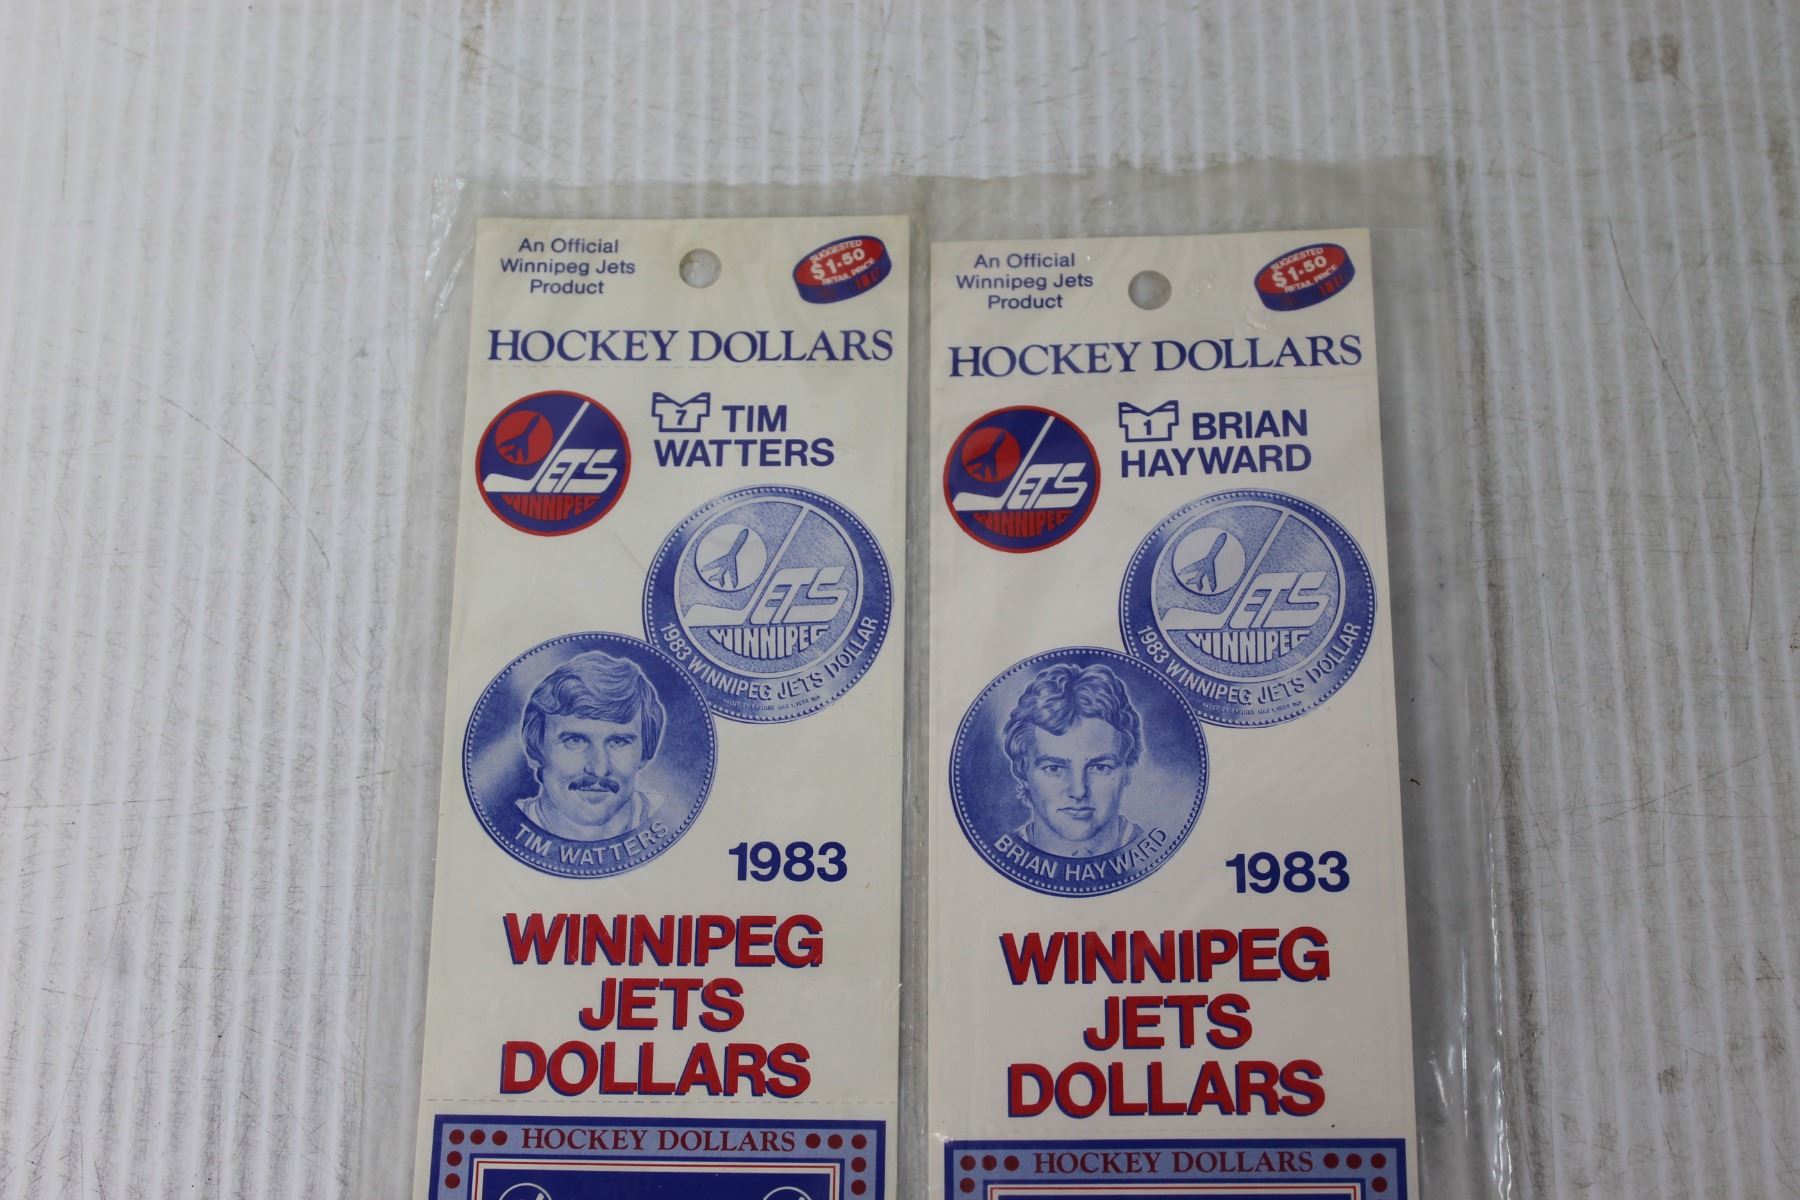 An Official
Winnipeg Jets
Product
SUGGESTED
$1.50
RETAIL PRICE
HOCKEY DOLLARS
JETS
WINNIPEG
7 TIM
WATTERS
JETS
WINNIPEG
1983 WINNIPEG JETS DOLLAR
TIM WATTERS
1983
WINNIPEG
JETS
DOLLARS
HOCKEY DOLLARS
An Official
Winnipeg Jets
Product
SUGGESTED
$1.50
RETAIL PRICE
HOCKEY DOLLARS
JETS
WINNIPEG
1 BRIAN
HAYWARD
JETS
WINNIPEG
1983 WINNIPEG JETS DOLLAR
BRIAN HAYWARD
1983
WINNIPEG
JETS
DOLLARS
HOCKEY DOLLARS